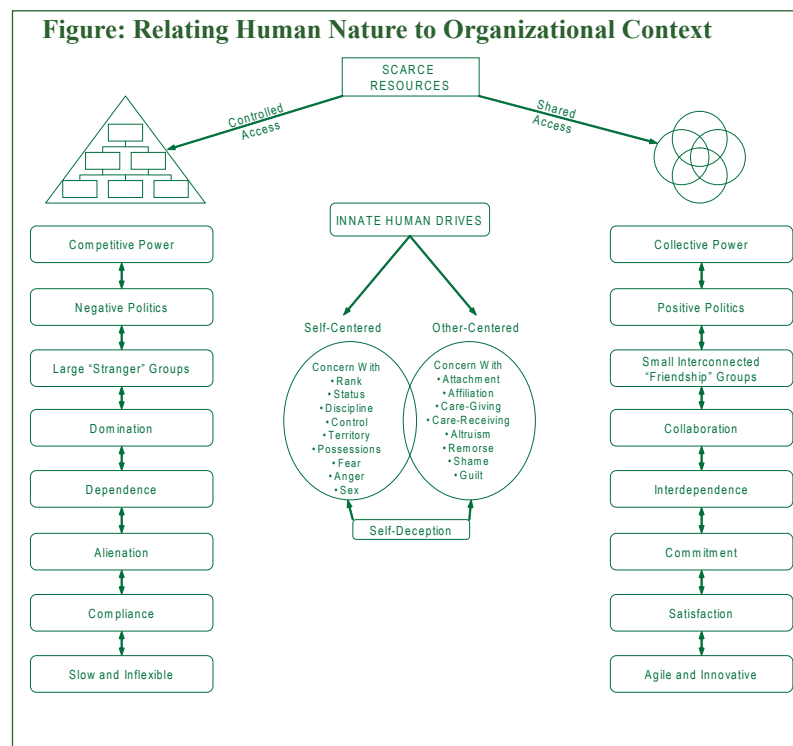 Figure: Relating Human Nature to Organizational Context
SCARCE
RESOURCES
Controlled
Access
Shared
Access
Competitive Power
Negative Politics
Large “Stranger” Groups
Domination
Dependence
Alienation
Compliance
Slow and Inflexible
INNATE HUMAN DRIVES
Self-Centered
Concern With
• Rank
• Status
• Discipline
• Control
• Territory
• Possessions
• Fear
• Anger
• Sex
Other-Centered
Concern With
• Attachment
• Affiliation
• Care-Giving
• Care-Receiving
• Altruism
• Remorse
• Shame
• Guilt
Self-Deception
Collective Power
Positive Politics
Small Interconnected
“Friendship” Groups
Collaboration
Interdependence
Commitment
Satisfaction
Agile and Innovative